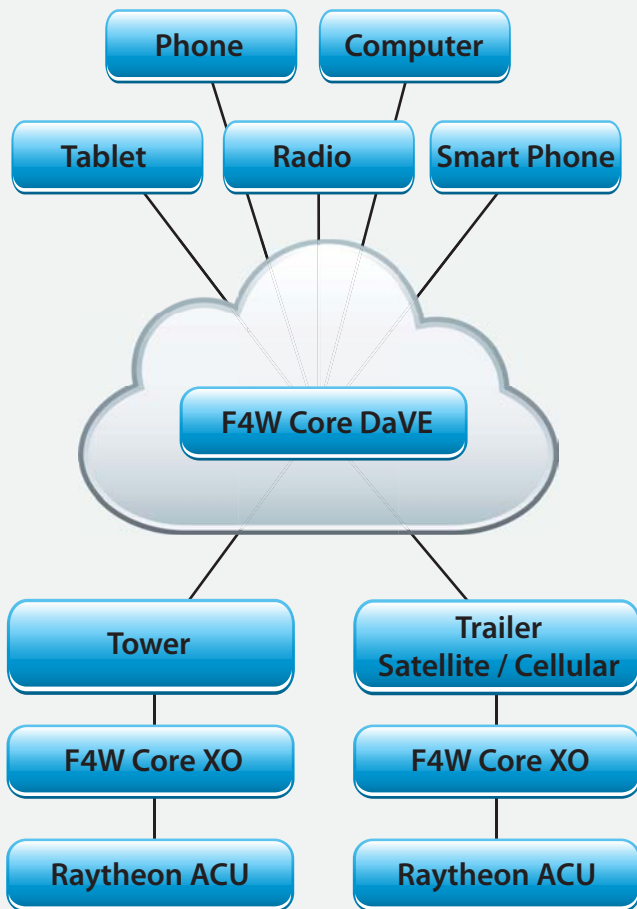 Phone
Computer
Tablet
Radio
Smart Phone
F4W Core DaVE
Tower
Trailer
Satellite / Cellular
F4W Core XO
F4W Core XO
Raytheon ACU
Raytheon ACU